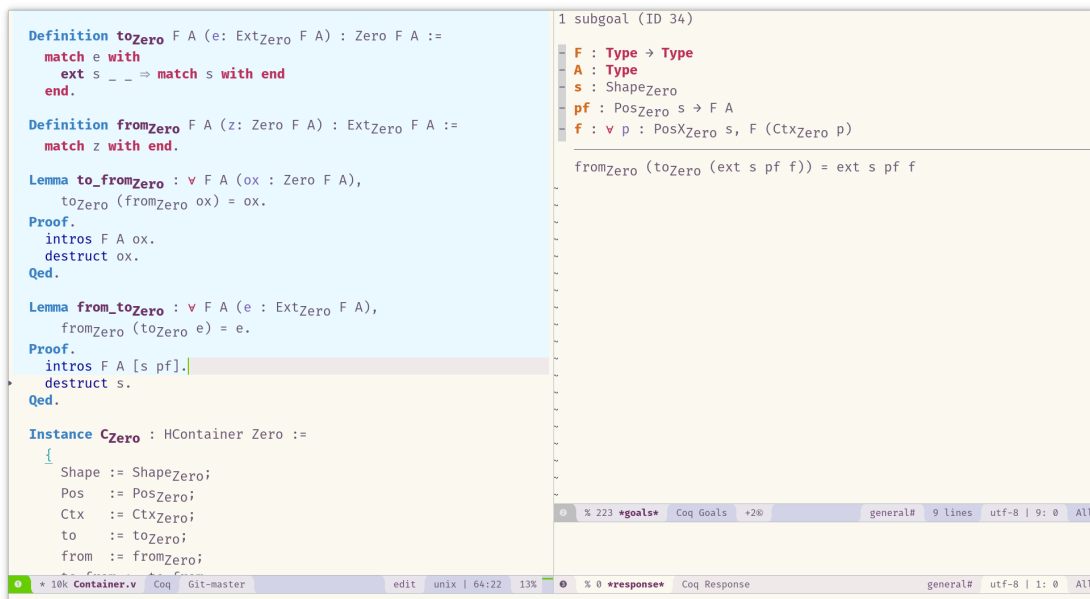 Definition toZero F A (e: ExtZero F A) : Zero F A :=
match e with
ext s _ _ ⇒ match s with end
end.
Definition fromZero F A (z: Zero F A) : ExtZero F A :=
match z with end.
Lemma to_fromZero : ∀ F A (ox : Zero F A),
toZero (fromZero ox) = ox.
Proof.
intros F A ox.
destruct ox.
Qed.
Lemma from_toZero : ∀ F A (e : ExtZero F A),
fromZero (toZero e) = e.
Proof.
intros F A [s pf].
destruct s.
Qed.
Instance CZero : HContainer Zero :=
{
Shape := ShapeZero;
Pos := PosZero;
Ctx := CtxZero;
to := toZero;
from := fromZero;
* 10k Container.v Coq Git-master edit unix | 64:22 13%
1 subgoal (ID 34)
- F : Type → Type
- A : Type
- s : ShapeZero
- pf : PosZero s → F A
- f : ∀ p : PosXZero s, F (CtxZero p)
fromZero (toZero (ext s pf f)) = ext s pf f
% 223 *goals* Coq Goals +2® general# 9 lines utf-8 | 9: 0 All
% 0 *response* Coq Response general# utf-8 | 1: 0 All